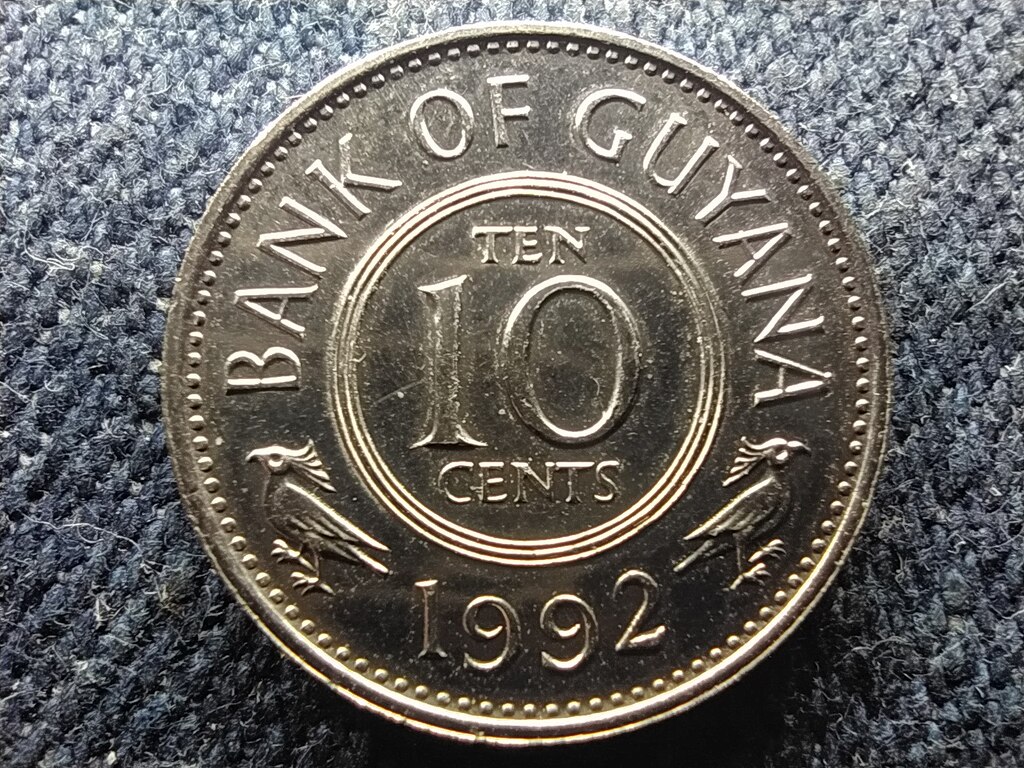 BANK OF GUYANA
TEN
10
CENTS
1992